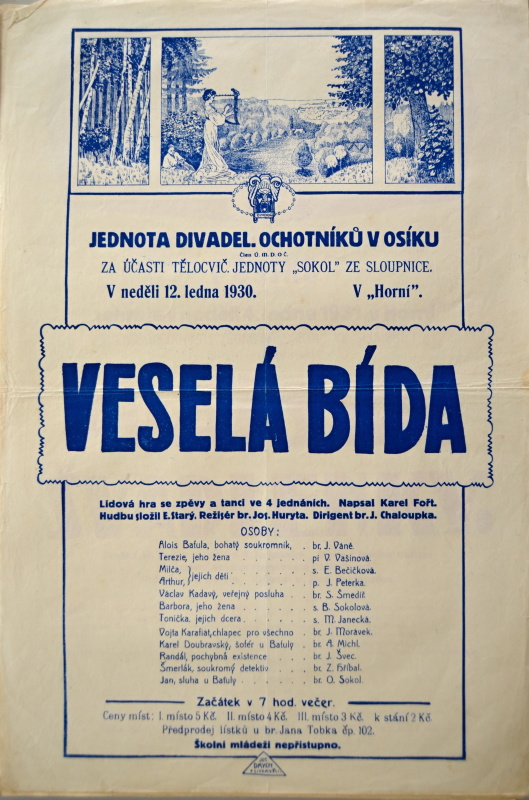 JEDNOTA DIVADEL. OCHOTNÍKŮ V OSÍKU
Člen Ú. M. D. O. Č.
ZA ÚČASTI TĚLOCVIČ. JEDNOTY „SOKOL" ZE SLOUPNICE.
V neděli 12. ledna 1930. V „Horní".
VESELÁ BÍDA
Lidová hra se zpěvy a tanci ve 4 jednáních. Napsal Karel Fořt.
Hudbu složil E. Starý. Režisér br. Jos. Huryta. Dirigent br. J. Chaloupka.
OSOBY:
Alois Baťula, bohatý soukromník, . br. J. Váně.
Terezie, jeho žena . . . . . . pí V. Vašinová.
Milča, } jejich děti . . . . . s. E. Bečičková.
Arthur, p. J. Peterka.
Václav Kadavý, veřejný posluha . br. S. Šmedíř.
Barbora, jeho žena . . . . . . s. B. Sokolová.
Tonička, jejich dcera . . . . . s. M. Janecká.
Vojta Karafiat, chlapec pro všechno . br. J. Morávek.
Karel Doubravský, šofér u Baťuly . br. A. Michl.
Randál, pochybná existence . . . br. J. Švec.
Šmerlák, soukromý detektiv . . . br. Z. Hříbal.
Jan, sluha u Baťuly . . . . . . br. O. Sokol.
Začátek v 7 hod. večer.
Ceny míst: I. místo 5 Kč. II. místo 4 Kč. III. místo 3 Kč. k stání 2 Kč.
Předprodej lístků u br. Jana Tobka čp. 102.
Školní mládeži nepřístupno.